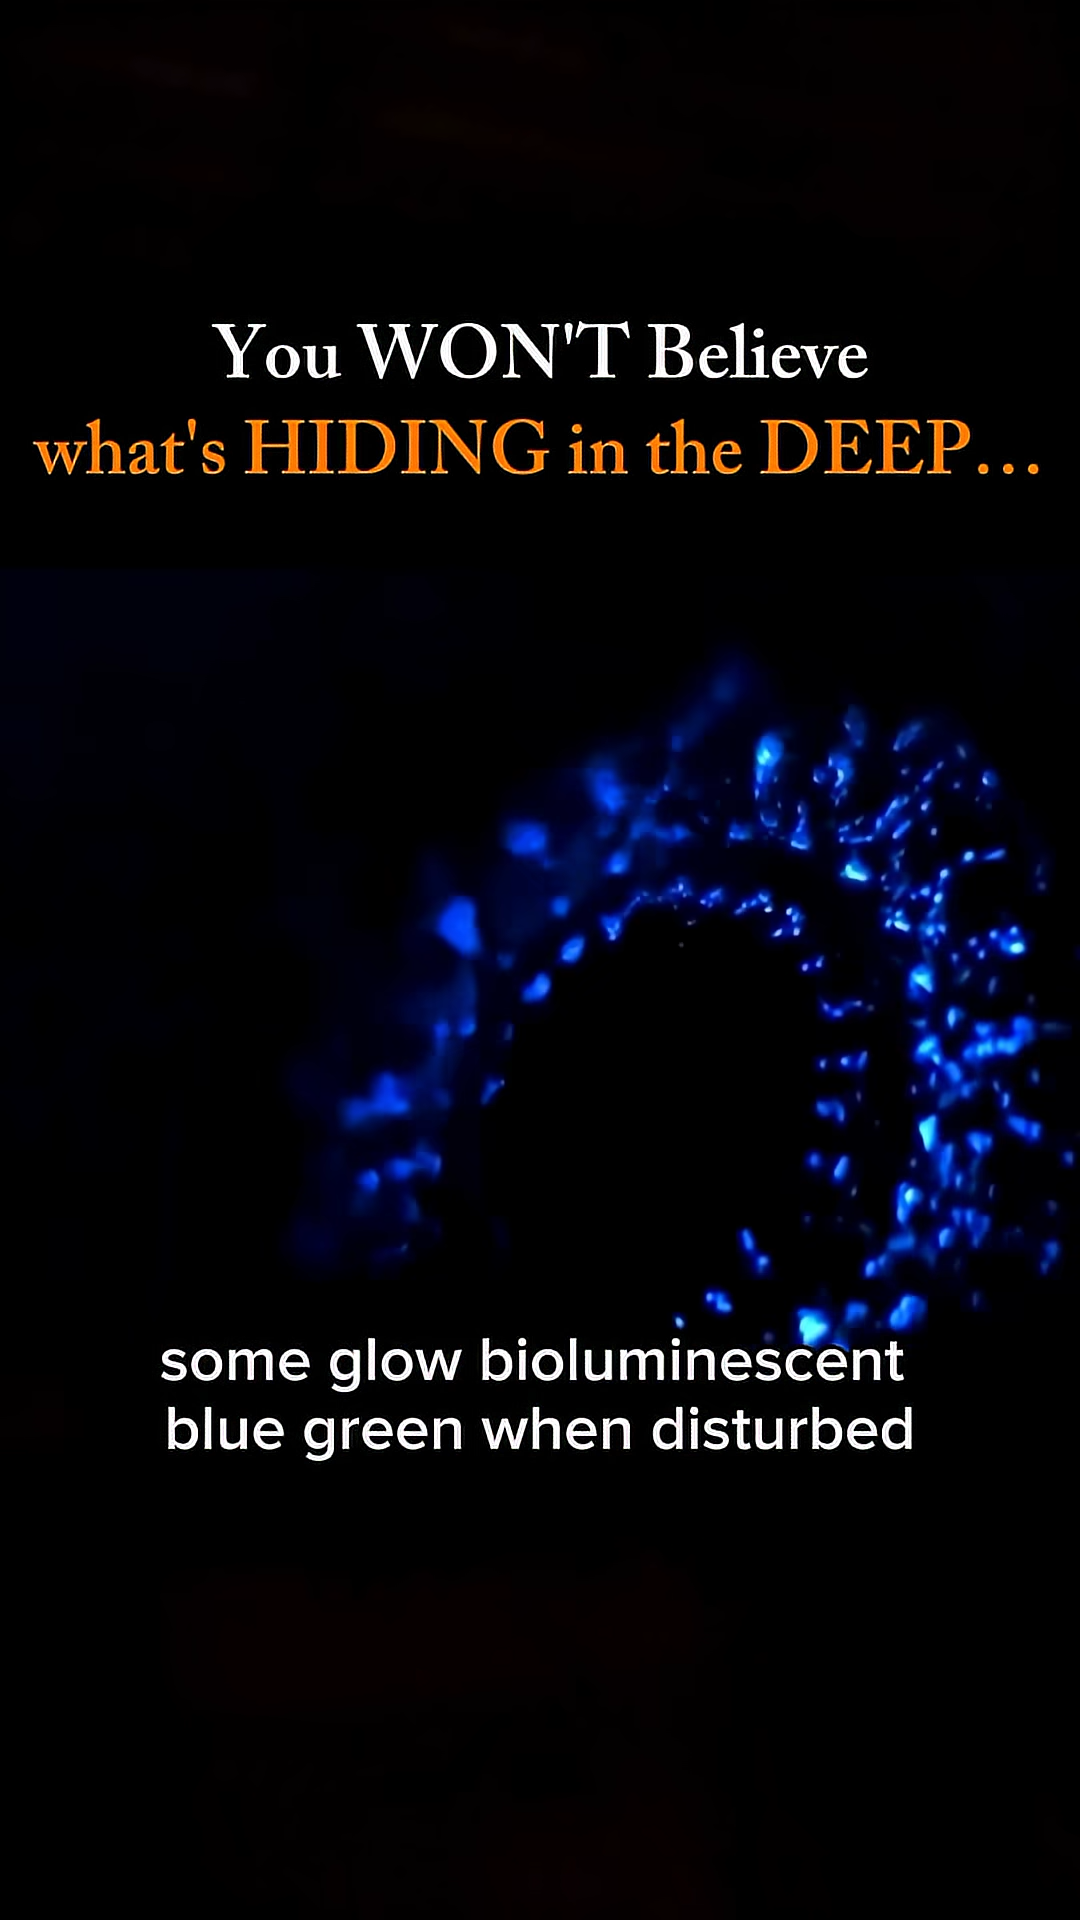 You WON'T Believe
what's HIDING in the DEEP...
some glow bioluminescent
blue green when disturbed